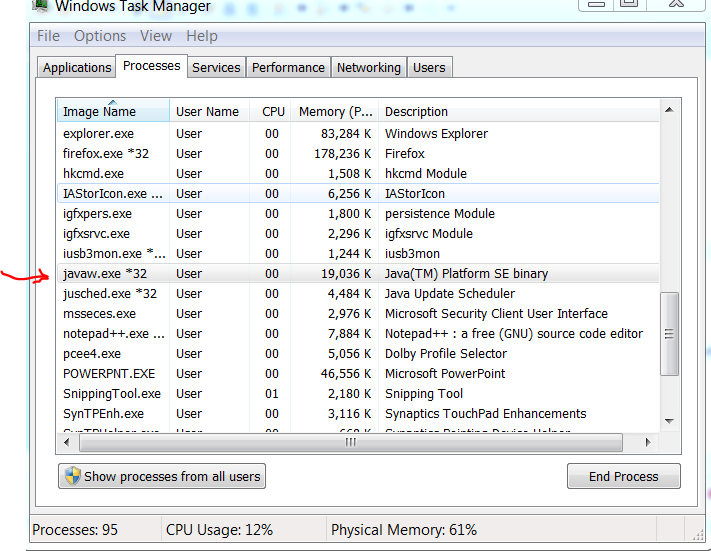 Windows Task Manager
File Options View Help
Applications Processes Services Performance Networking Users
Image Name User Name CPU Memory (P... Description
explorer.exe User 00 83,284 K Windows Explorer
firefox.exe *32 User 00 178,236 K Firefox
hkcmd.exe User 00 1,508 K hkcmd Module
IAStorIcon.exe ... User 00 6,256 K IAStorIcon
igfxpers.exe User 00 1,800 K persistence Module
igfxsrvc.exe User 00 2,296 K igfxsrvc Module
iusb3mon.exe *... User 00 1,244 K iusb3mon
javaw.exe *32 User 00 19,036 K Java(TM) Platform SE binary
jusched.exe *32 User 00 4,484 K Java Update Scheduler
msseces.exe User 00 2,976 K Microsoft Security Client User Interface
notepad++.exe ... User 00 7,884 K Notepad++ : a free (GNU) source code editor
pcee4.exe User 00 5,056 K Dolby Profile Selector
POWERPNT.EXE User 00 46,556 K Microsoft PowerPoint
SnippingTool.exe User 01 2,180 K Snipping Tool
SynTPEnh.exe User 00 3,116 K Synaptics TouchPad Enhancements
Show processes from all users End Process
Processes: 95 CPU Usage: 12% Physical Memory: 61%